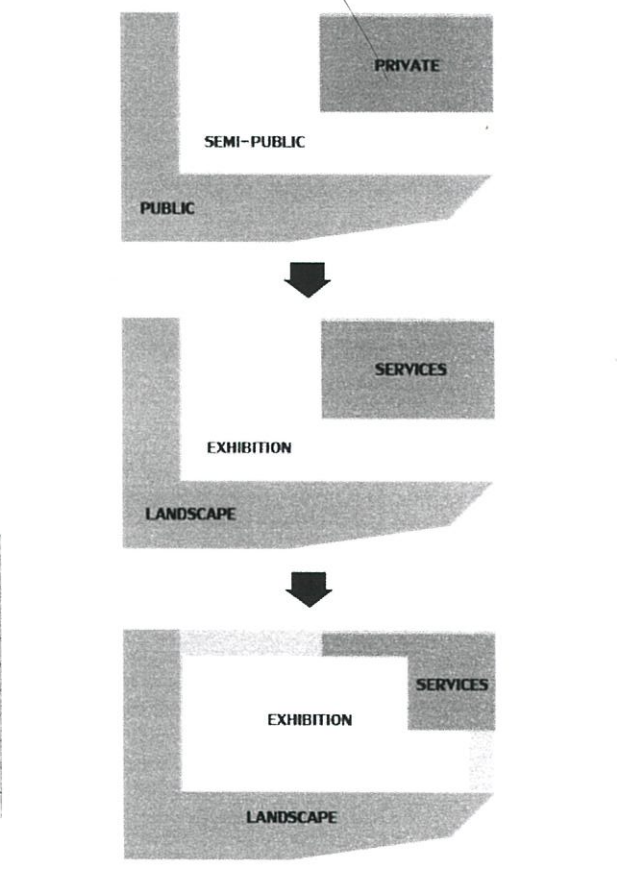 PRIVATE
SEMI-PUBLIC
PUBLIC
SERVICES
EXHIBITION
LANDSCAPE
SERVICES
EXHIBITION
LANDSCAPE